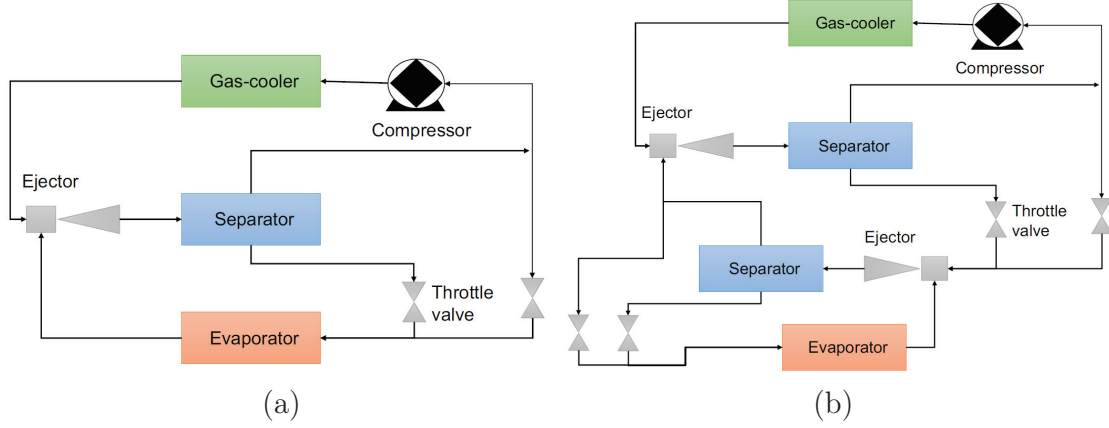 Gas-cooler
Compressor
Ejector
Separator
Throttle
valve
Evaporator
(a)
Gas-cooler
Compressor
Ejector
Separator
Throttle
valve
Ejector
Separator
Evaporator
(b)